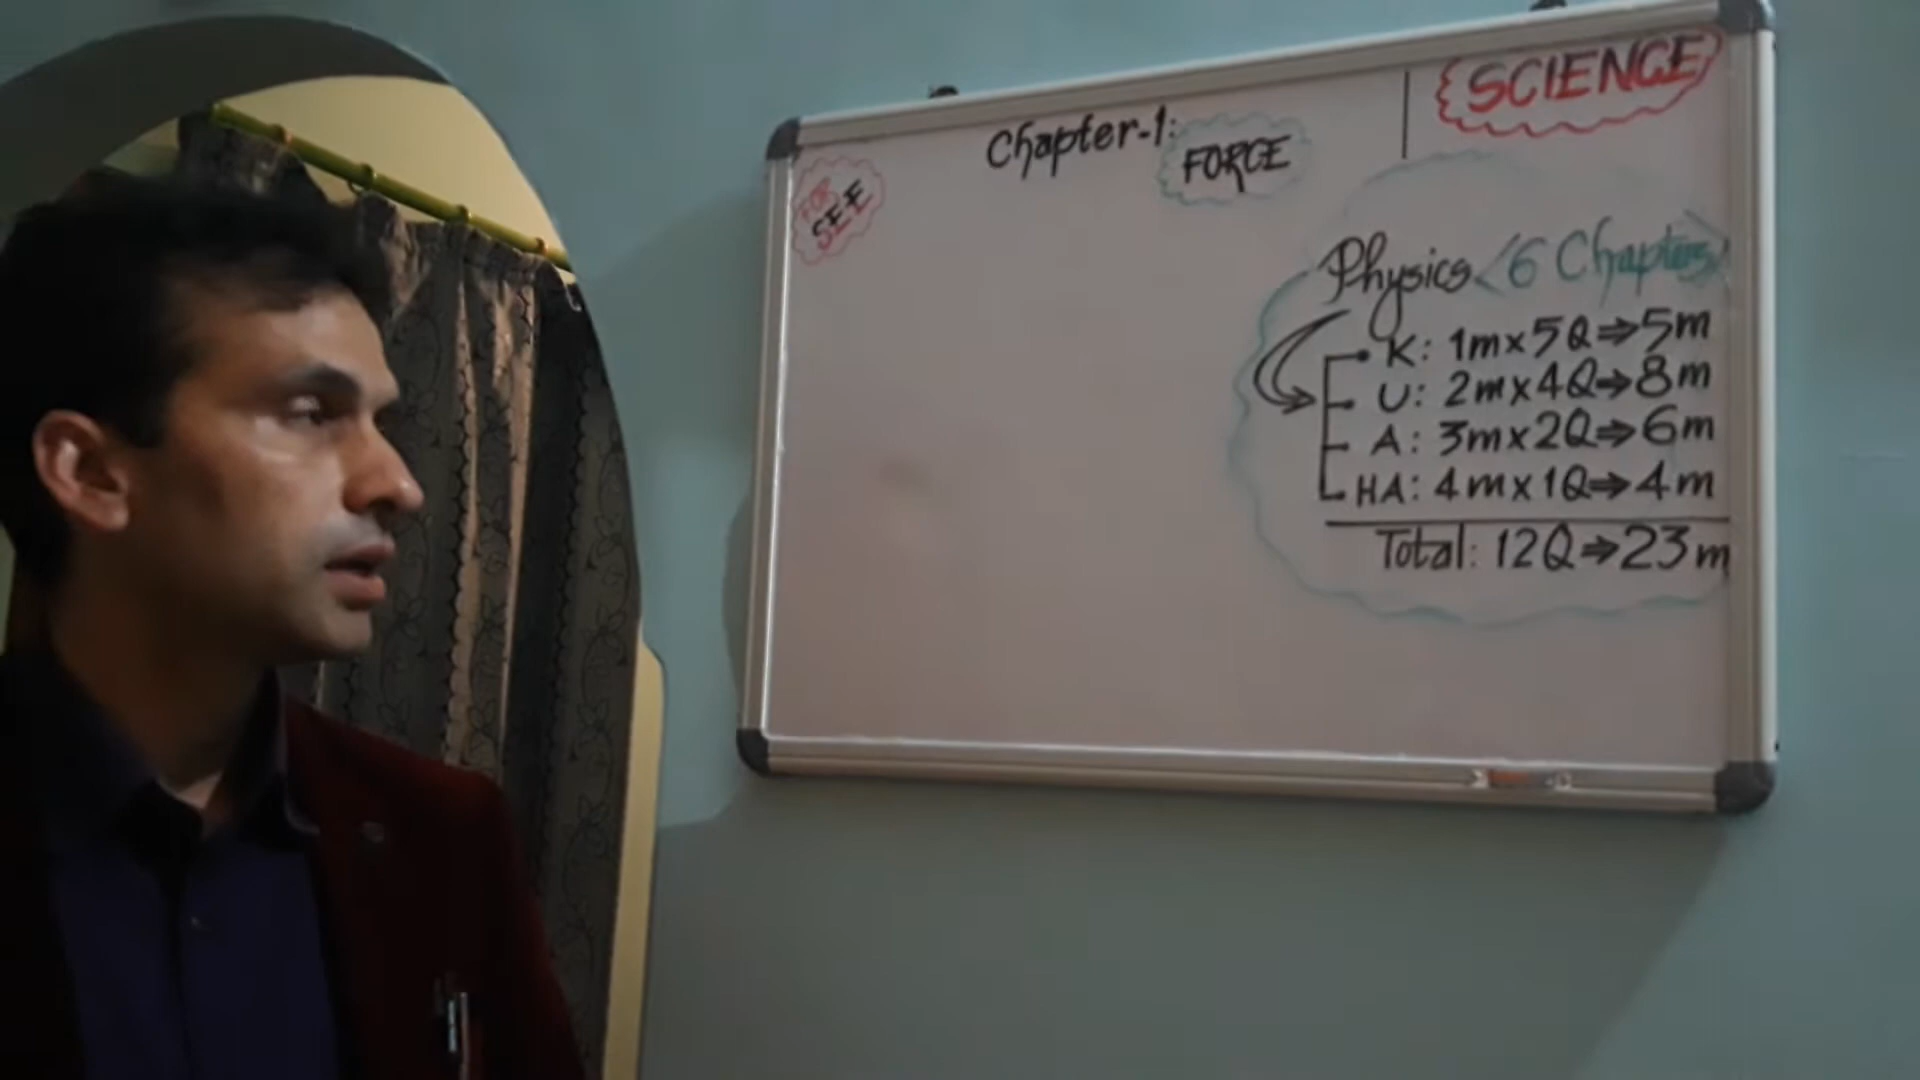 SCIENCE
Chapter-1: FORCE
FOR
SEE
Physics <6 Chapters>
K: 1m×5Q⇒5m
U: 2m×4Q⇒8m
A: 3m×2Q⇒6m
HA: 4m×1Q⇒4m
Total: 12Q⇒23m